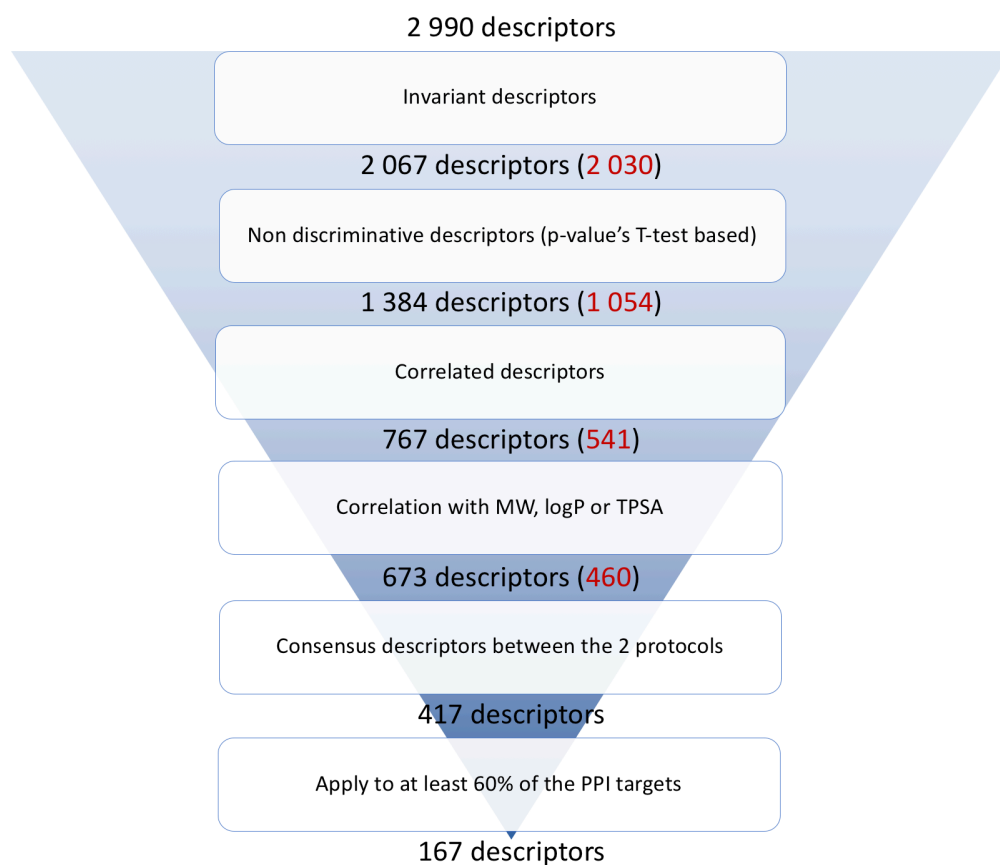 2 990 descriptors
Invariant descriptors
2 067 descriptors (2 030)
Non discriminative descriptors (p-value’s T-test based)
1 384 descriptors (1 054)
Correlated descriptors
767 descriptors (541)
Correlation with MW, logP or TPSA
673 descriptors (460)
Consensus descriptors between the 2 protocols
417 descriptors
Apply to at least 60% of the PPI targets
167 descriptors